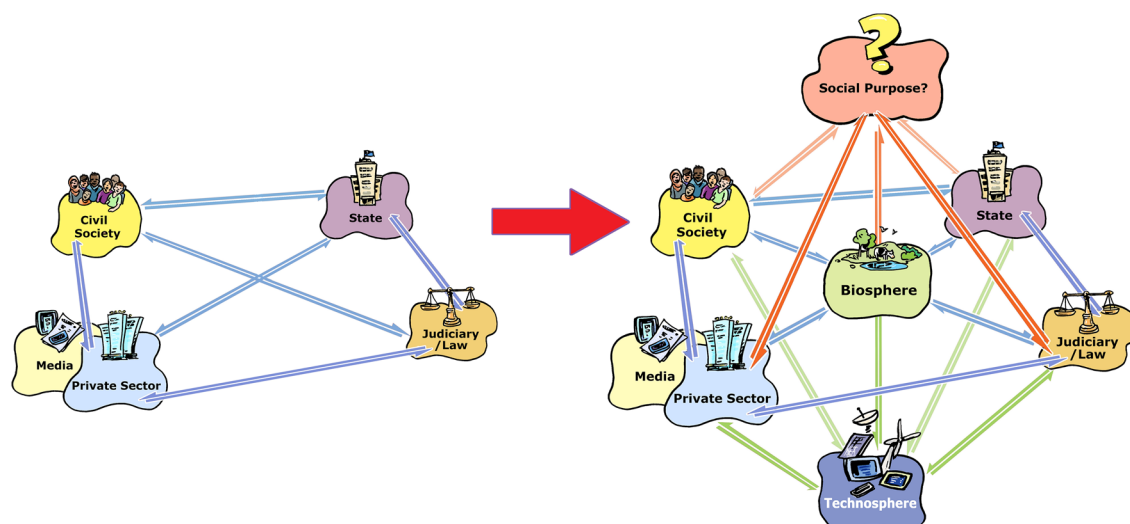 Civil
Society
State
Media
Private Sector
Judiciary
/Law
?
Social Purpose?
Civil
Society
State
Biosphere
Media
Private Sector
Judiciary
/Law
Technosphere